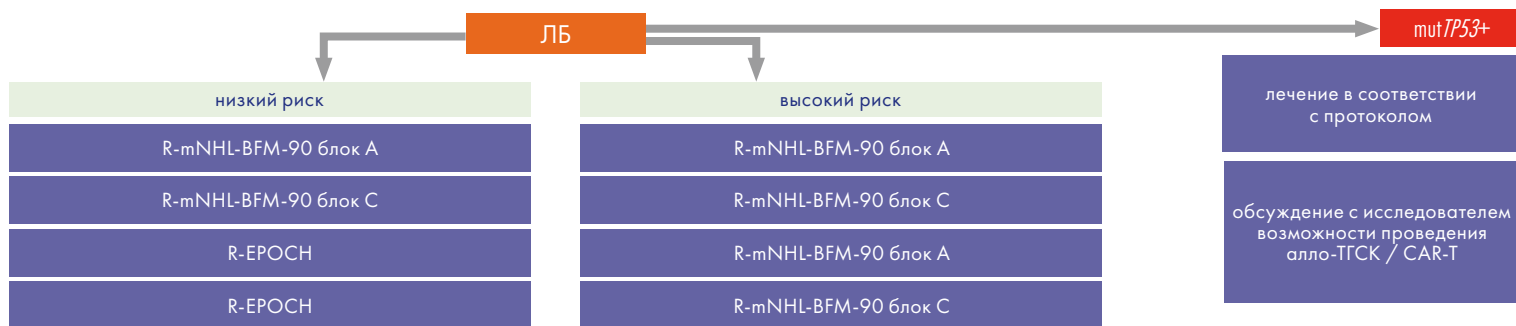 ЛБ
mutTP53+
низкий риск
R-mNHL-BFM-90 блок А
R-mNHL-BFM-90 блок С
R-EPOCH
R-EPOCH
высокий риск
R-mNHL-BFM-90 блок А
R-mNHL-BFM-90 блок С
R-mNHL-BFM-90 блок А
R-mNHL-BFM-90 блок С
лечение в соответствии
с протоколом
обсуждение с исследователем
возможности проведения
алло-ТГСК / CAR-T